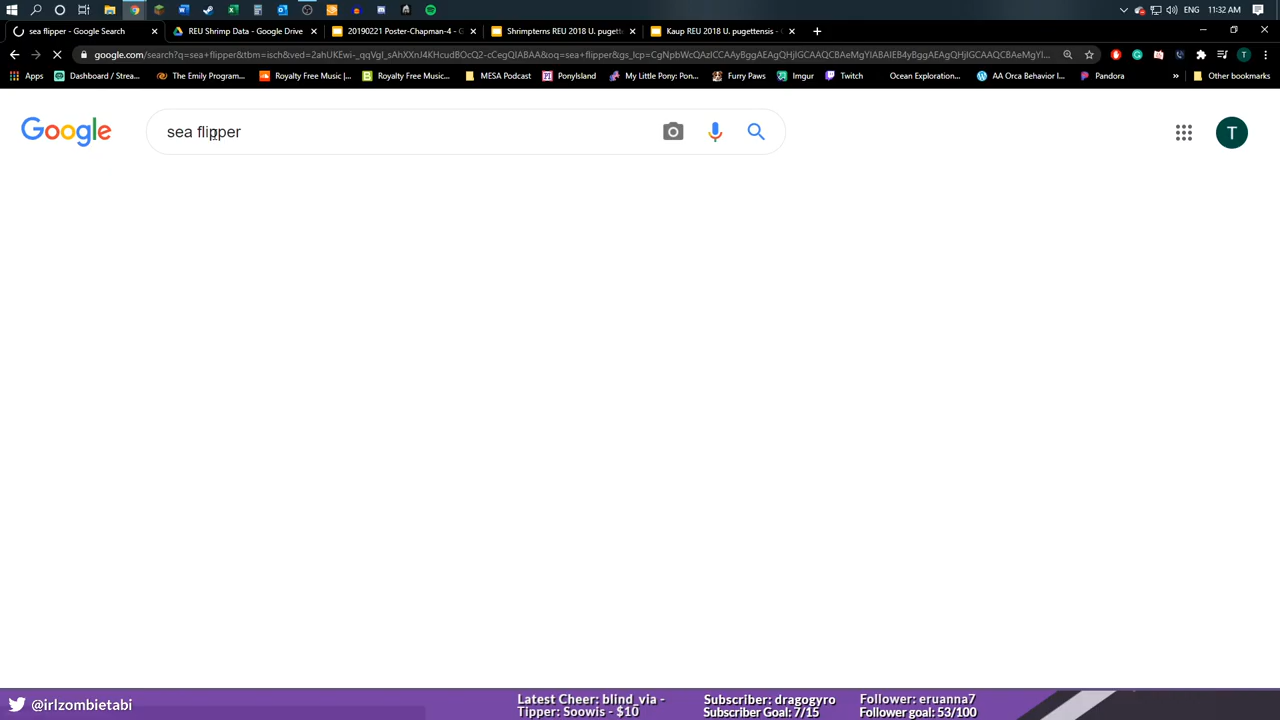 11:32 AM
ENG
sea flipper - Google Search
REU Shrimp Data - Google Drive
20190221 Poster-Chapman-4 - G
Shrimpterns REU 2018 U. pugett
Kaup REU 2018 U. pugettensis -
google.com/search?q=sea+flipper&tbm=isch&ved=
Apps
Dashboard / Strea...
The Emily Program...
Royalty Free Music |...
Royalty Free Music...
MESA Podcast
PonyIsland
My Little Pony: Pon...
Furry Paws
Imgur
Twitch
Ocean Exploration...
AA Orca Behavior I...
Pandora
»
Other bookmarks
Google
sea flipper
T
@irlzombietabi
Latest Cheer: blind_via -
Tipper: Soowis - $10
Subscriber: dragogyro
Subscriber Goal: 7/15
Follower: eruanna7
Follower goal: 53/100